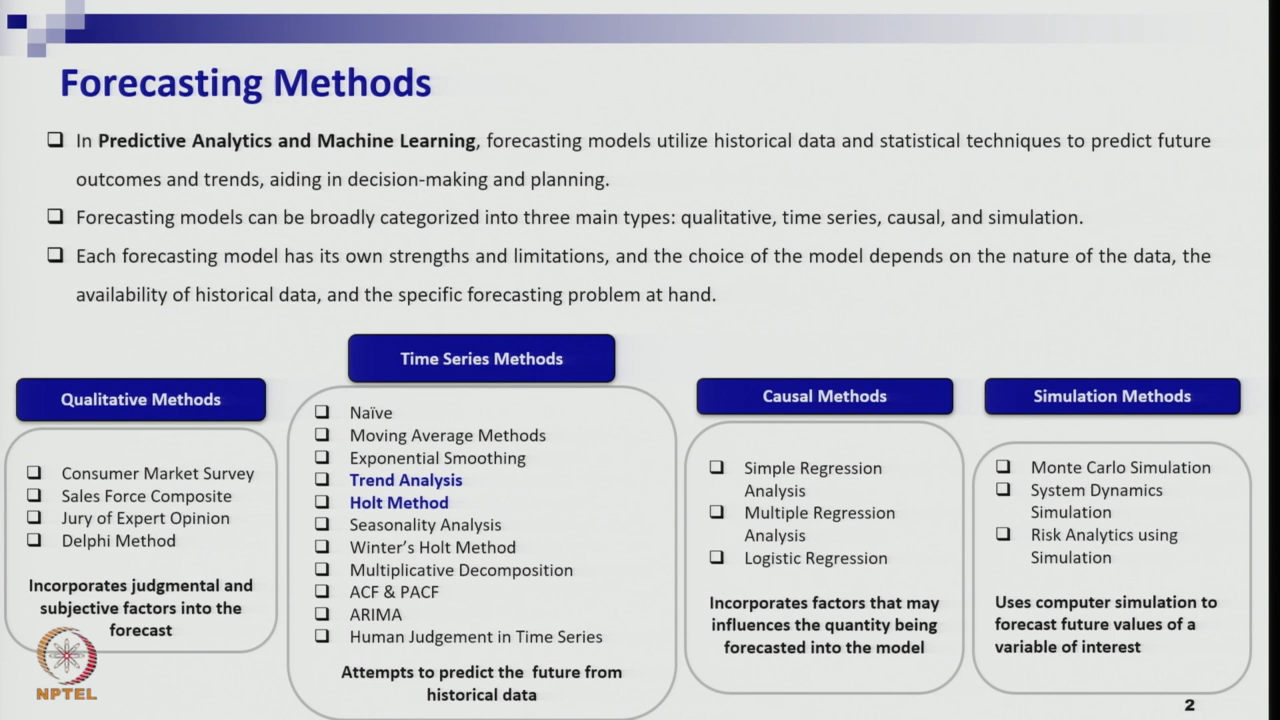 Forecasting Methods
In Predictive Analytics and Machine Learning, forecasting models utilize historical data and statistical techniques to predict future
outcomes and trends, aiding in decision-making and planning.
Forecasting models can be broadly categorized into three main types: qualitative, time series, causal, and simulation.
Each forecasting model has its own strengths and limitations, and the choice of the model depends on the nature of the data, the
availability of historical data, and the specific forecasting problem at hand.
Qualitative Methods
Consumer Market Survey
Sales Force Composite
Jury of Expert Opinion
Delphi Method
Incorporates judgmental and
subjective factors into the
forecast
Time Series Methods
Naïve
Moving Average Methods
Exponential Smoothing
Trend Analysis
Holt Method
Seasonality Analysis
Winter's Holt Method
Multiplicative Decomposition
ACF & PACF
ARIMA
Human Judgement in Time Series
Attempts to predict the future from
historical data
Causal Methods
Simple Regression
Analysis
Multiple Regression
Analysis
Logistic Regression
Incorporates factors that may
influences the quantity being
forecasted into the model
Simulation Methods
Monte Carlo Simulation
System Dynamics
Simulation
Risk Analytics using
Simulation
Uses computer simulation to
forecast future values of a
variable of interest
NPTEL
2